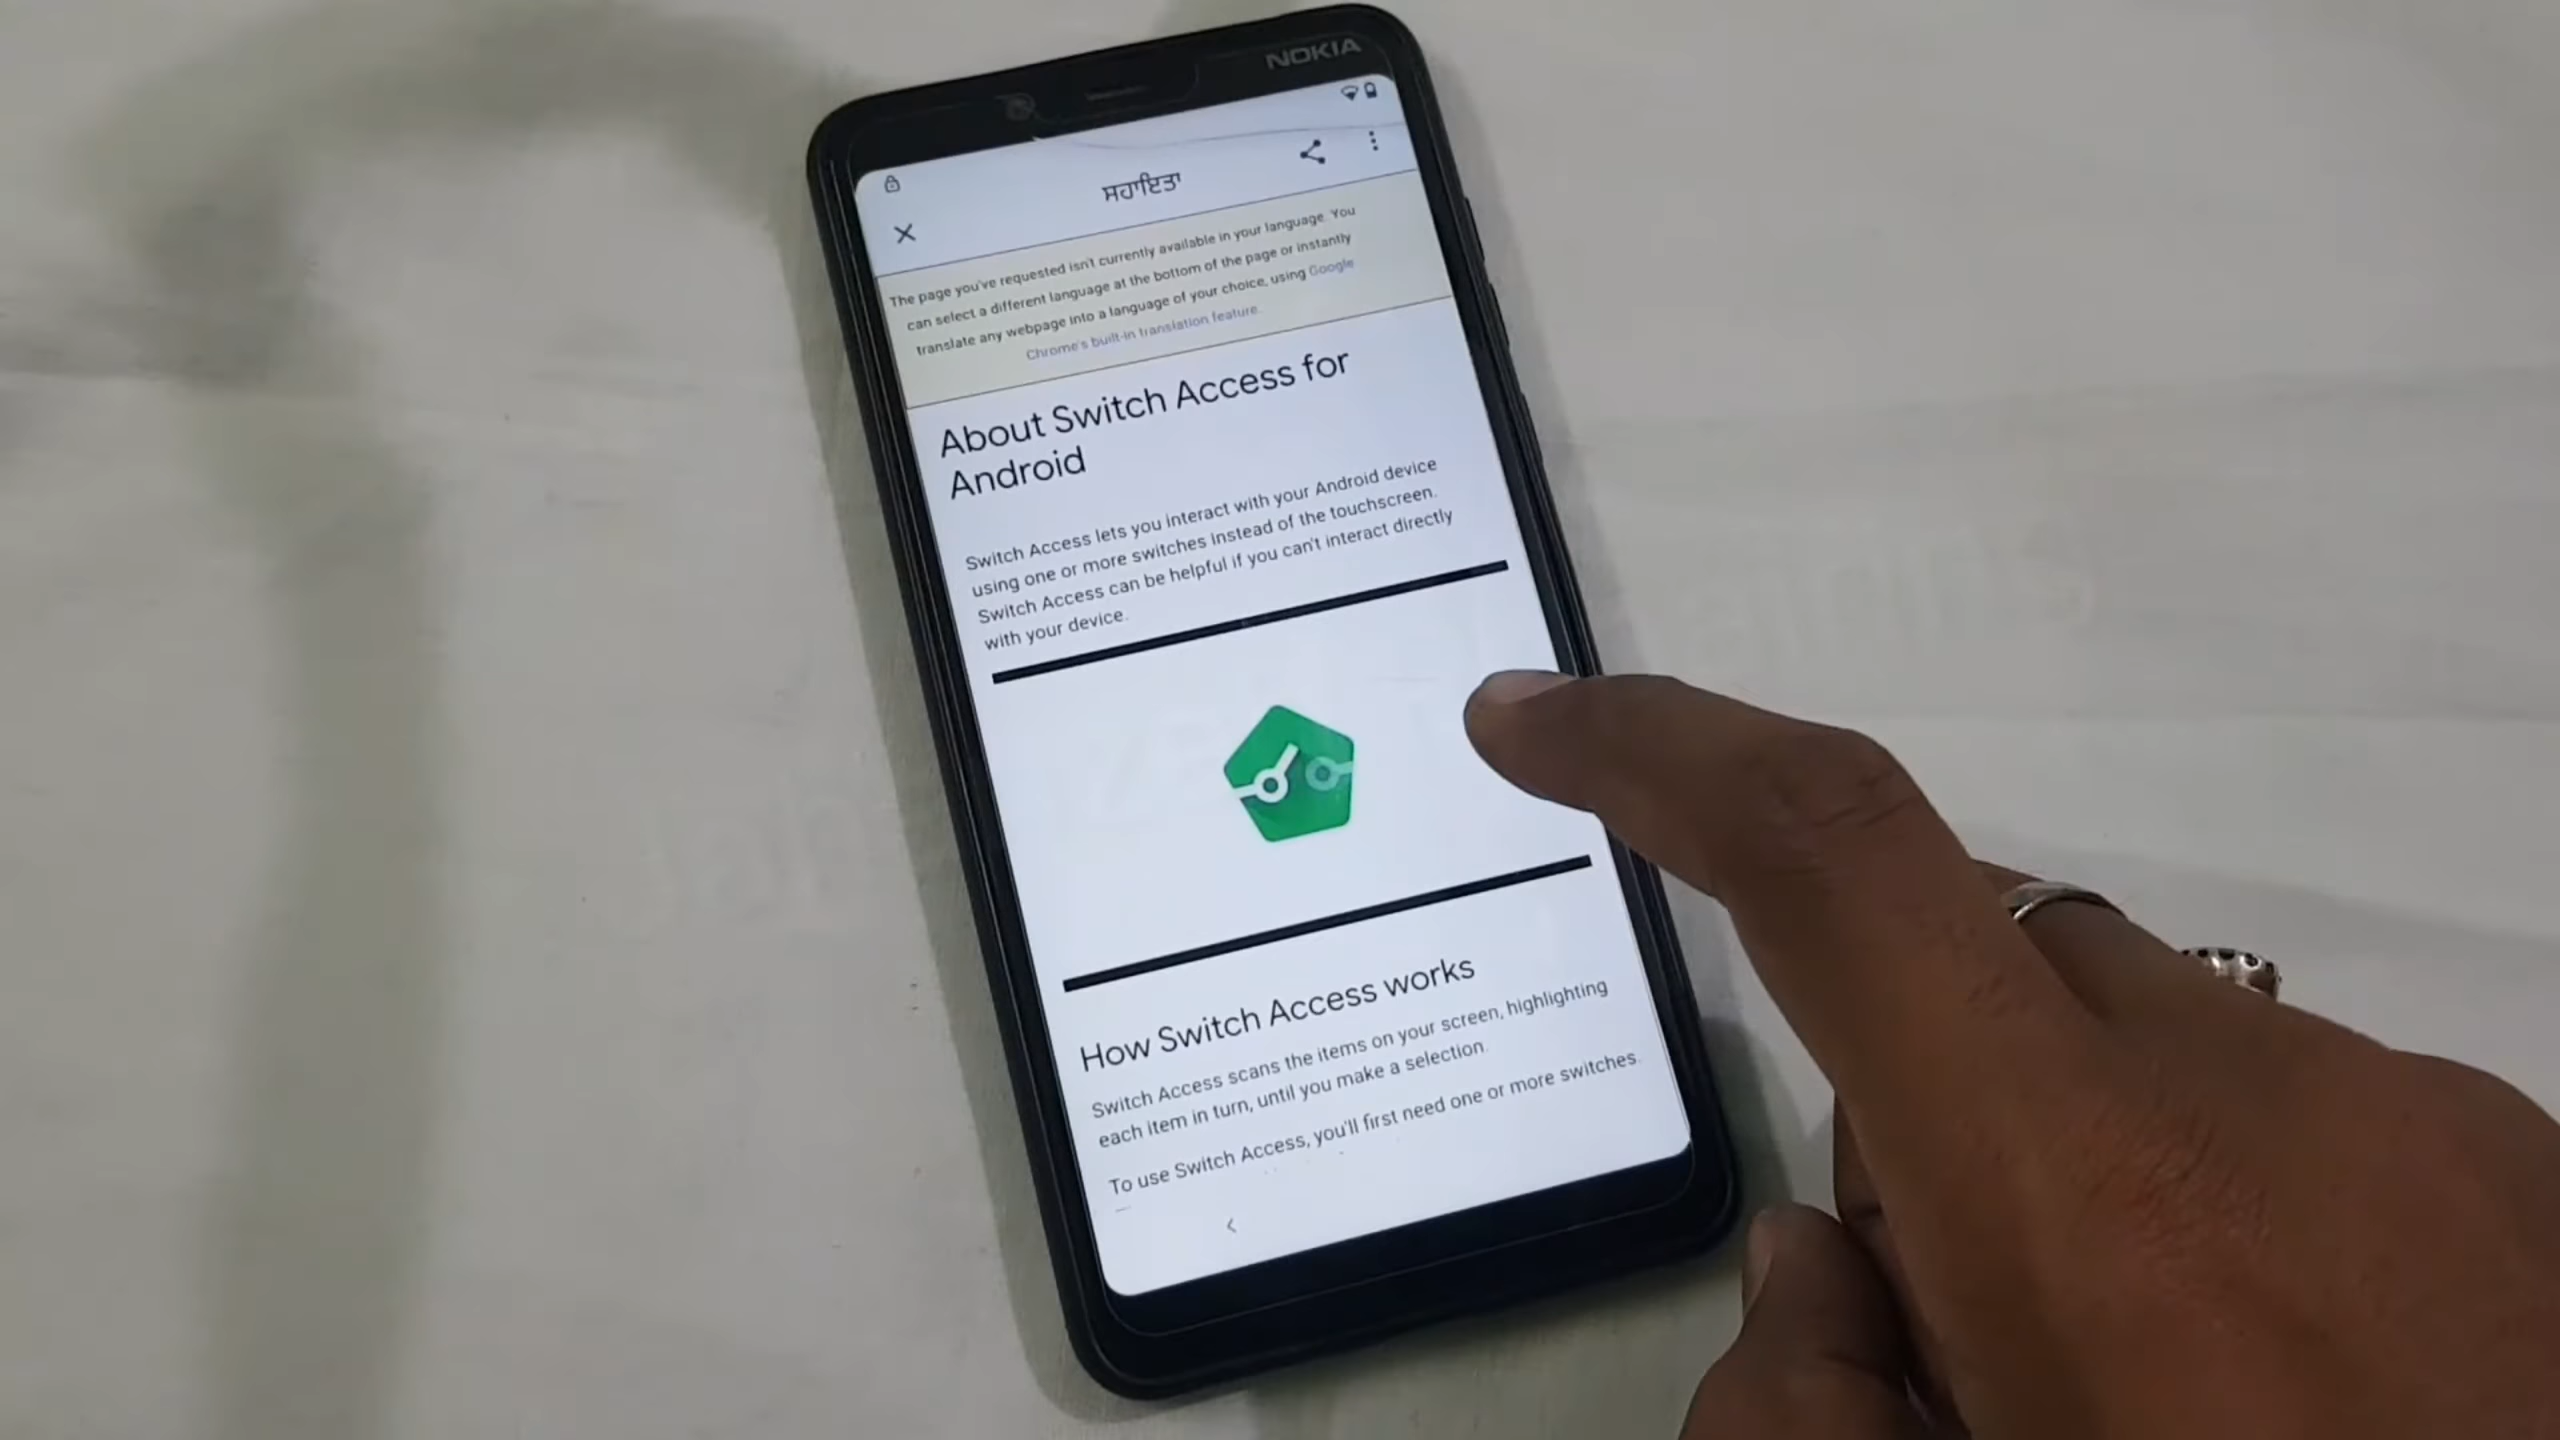 NOKIA
ਸਹਾਇਤਾ
The page you've requested isn't currently available in your language. You
can select a different language at the bottom of the page or instantly
translate any webpage into a language of your choice, using Google
Chrome's built-in translation feature.
About Switch Access for
Android
Switch Access lets you interact with your Android device
using one or more switches instead of the touchscreen.
Switch Access can be helpful if you can't interact directly
with your device.
How Switch Access works
Switch Access scans the items on your screen, highlighting
each item in turn, until you make a selection.
To use Switch Access, you'll first need one or more switches.